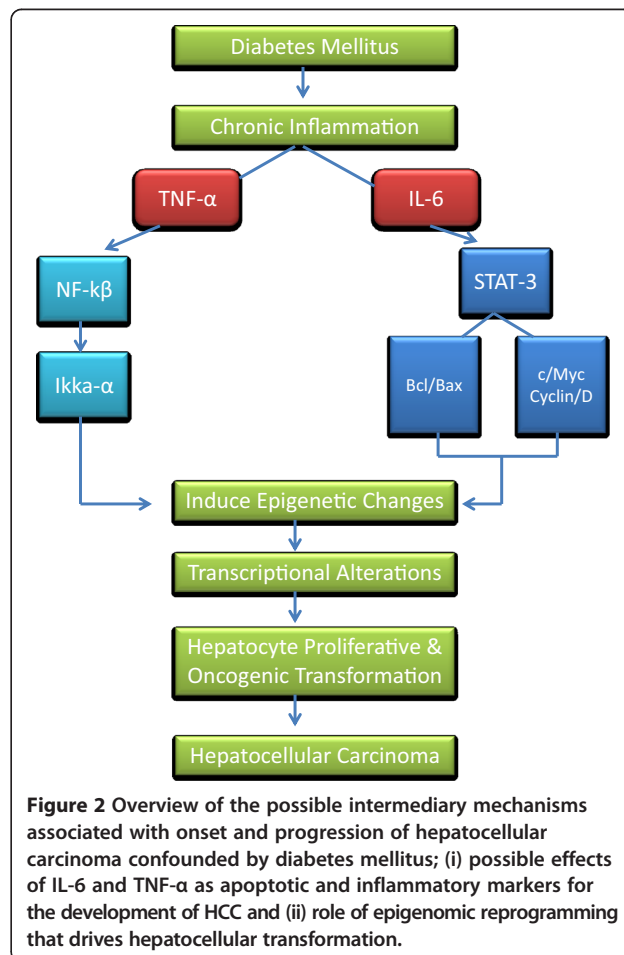 Diabetes Mellitus
Chronic Inflammation
TNF-α
IL-6
NF-kβ
STAT-3
Ikka-α
Bcl/Bax
c/Myc
Cyclin/D
Induce Epigenetic Changes
Transcriptional Alterations
Hepatocyte Proliferative &
Oncogenic Transformation
Hepatocellular Carcinoma
Figure 2 Overview of the possible intermediary mechanisms
associated with onset and progression of hepatocellular
carcinoma confounded by diabetes mellitus; (i) possible effects
of IL-6 and TNF-α as apoptotic and inflammatory markers for
the development of HCC and (ii) role of epigenomic reprogramming
that drives hepatocellular transformation.